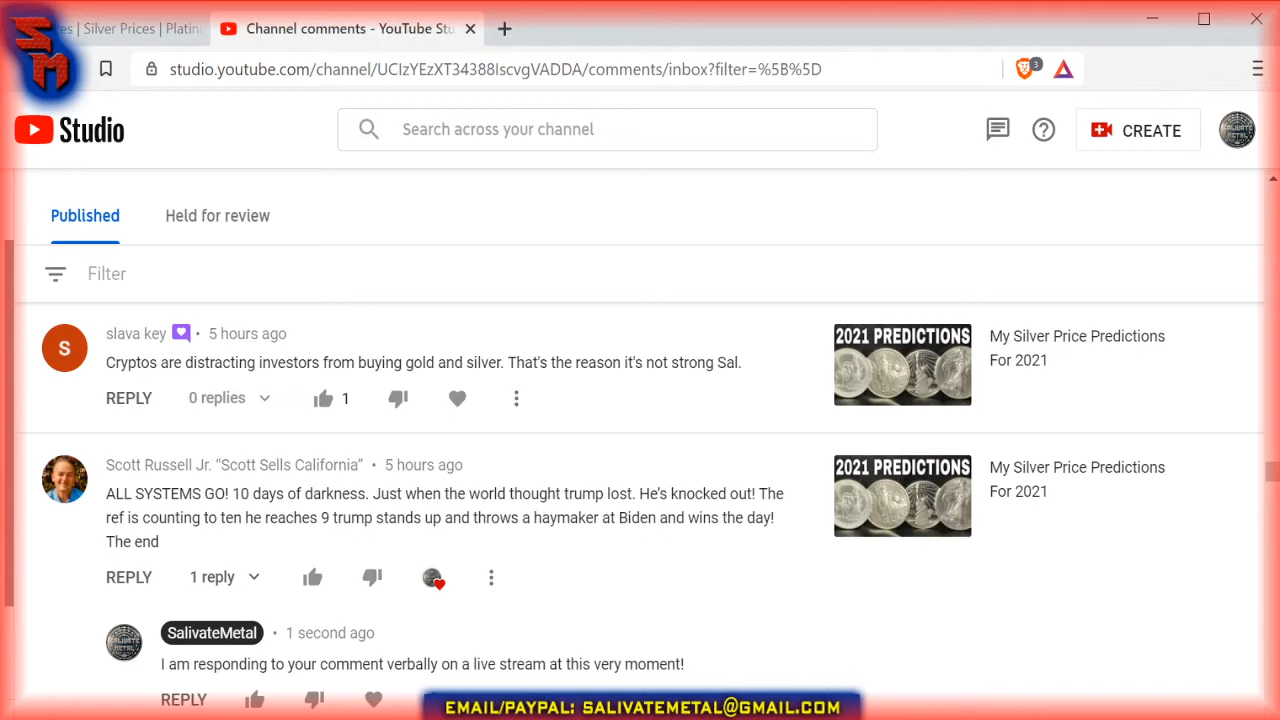 SM
es | Silver Prices | Platin
Channel comments - YouTube Stu
studio.youtube.com/channel/UCIzYEzXT34388IscvgVADDA/comments/inbox?filter=%5B%5D
3
Studio
Search across your channel
CREATE
Published
Held for review
Filter
slava key • 5 hours ago
Cryptos are distracting investors from buying gold and silver. That's the reason it's not strong Sal.
REPLY 0 replies 1
2021 PREDICTIONS
My Silver Price Predictions
For 2021
Scott Russell Jr. “Scott Sells California” • 5 hours ago
ALL SYSTEMS GO! 10 days of darkness. Just when the world thought trump lost. He’s knocked out! The
ref is counting to ten he reaches 9 trump stands up and throws a haymaker at Biden and wins the day!
The end
REPLY 1 reply
2021 PREDICTIONS
My Silver Price Predictions
For 2021
SalivateMetal • 1 second ago
I am responding to your comment verbally on a live stream at this very moment!
REPLY
EMAIL/PAYPAL: SALIVATEMETAL@GMAIL.COM